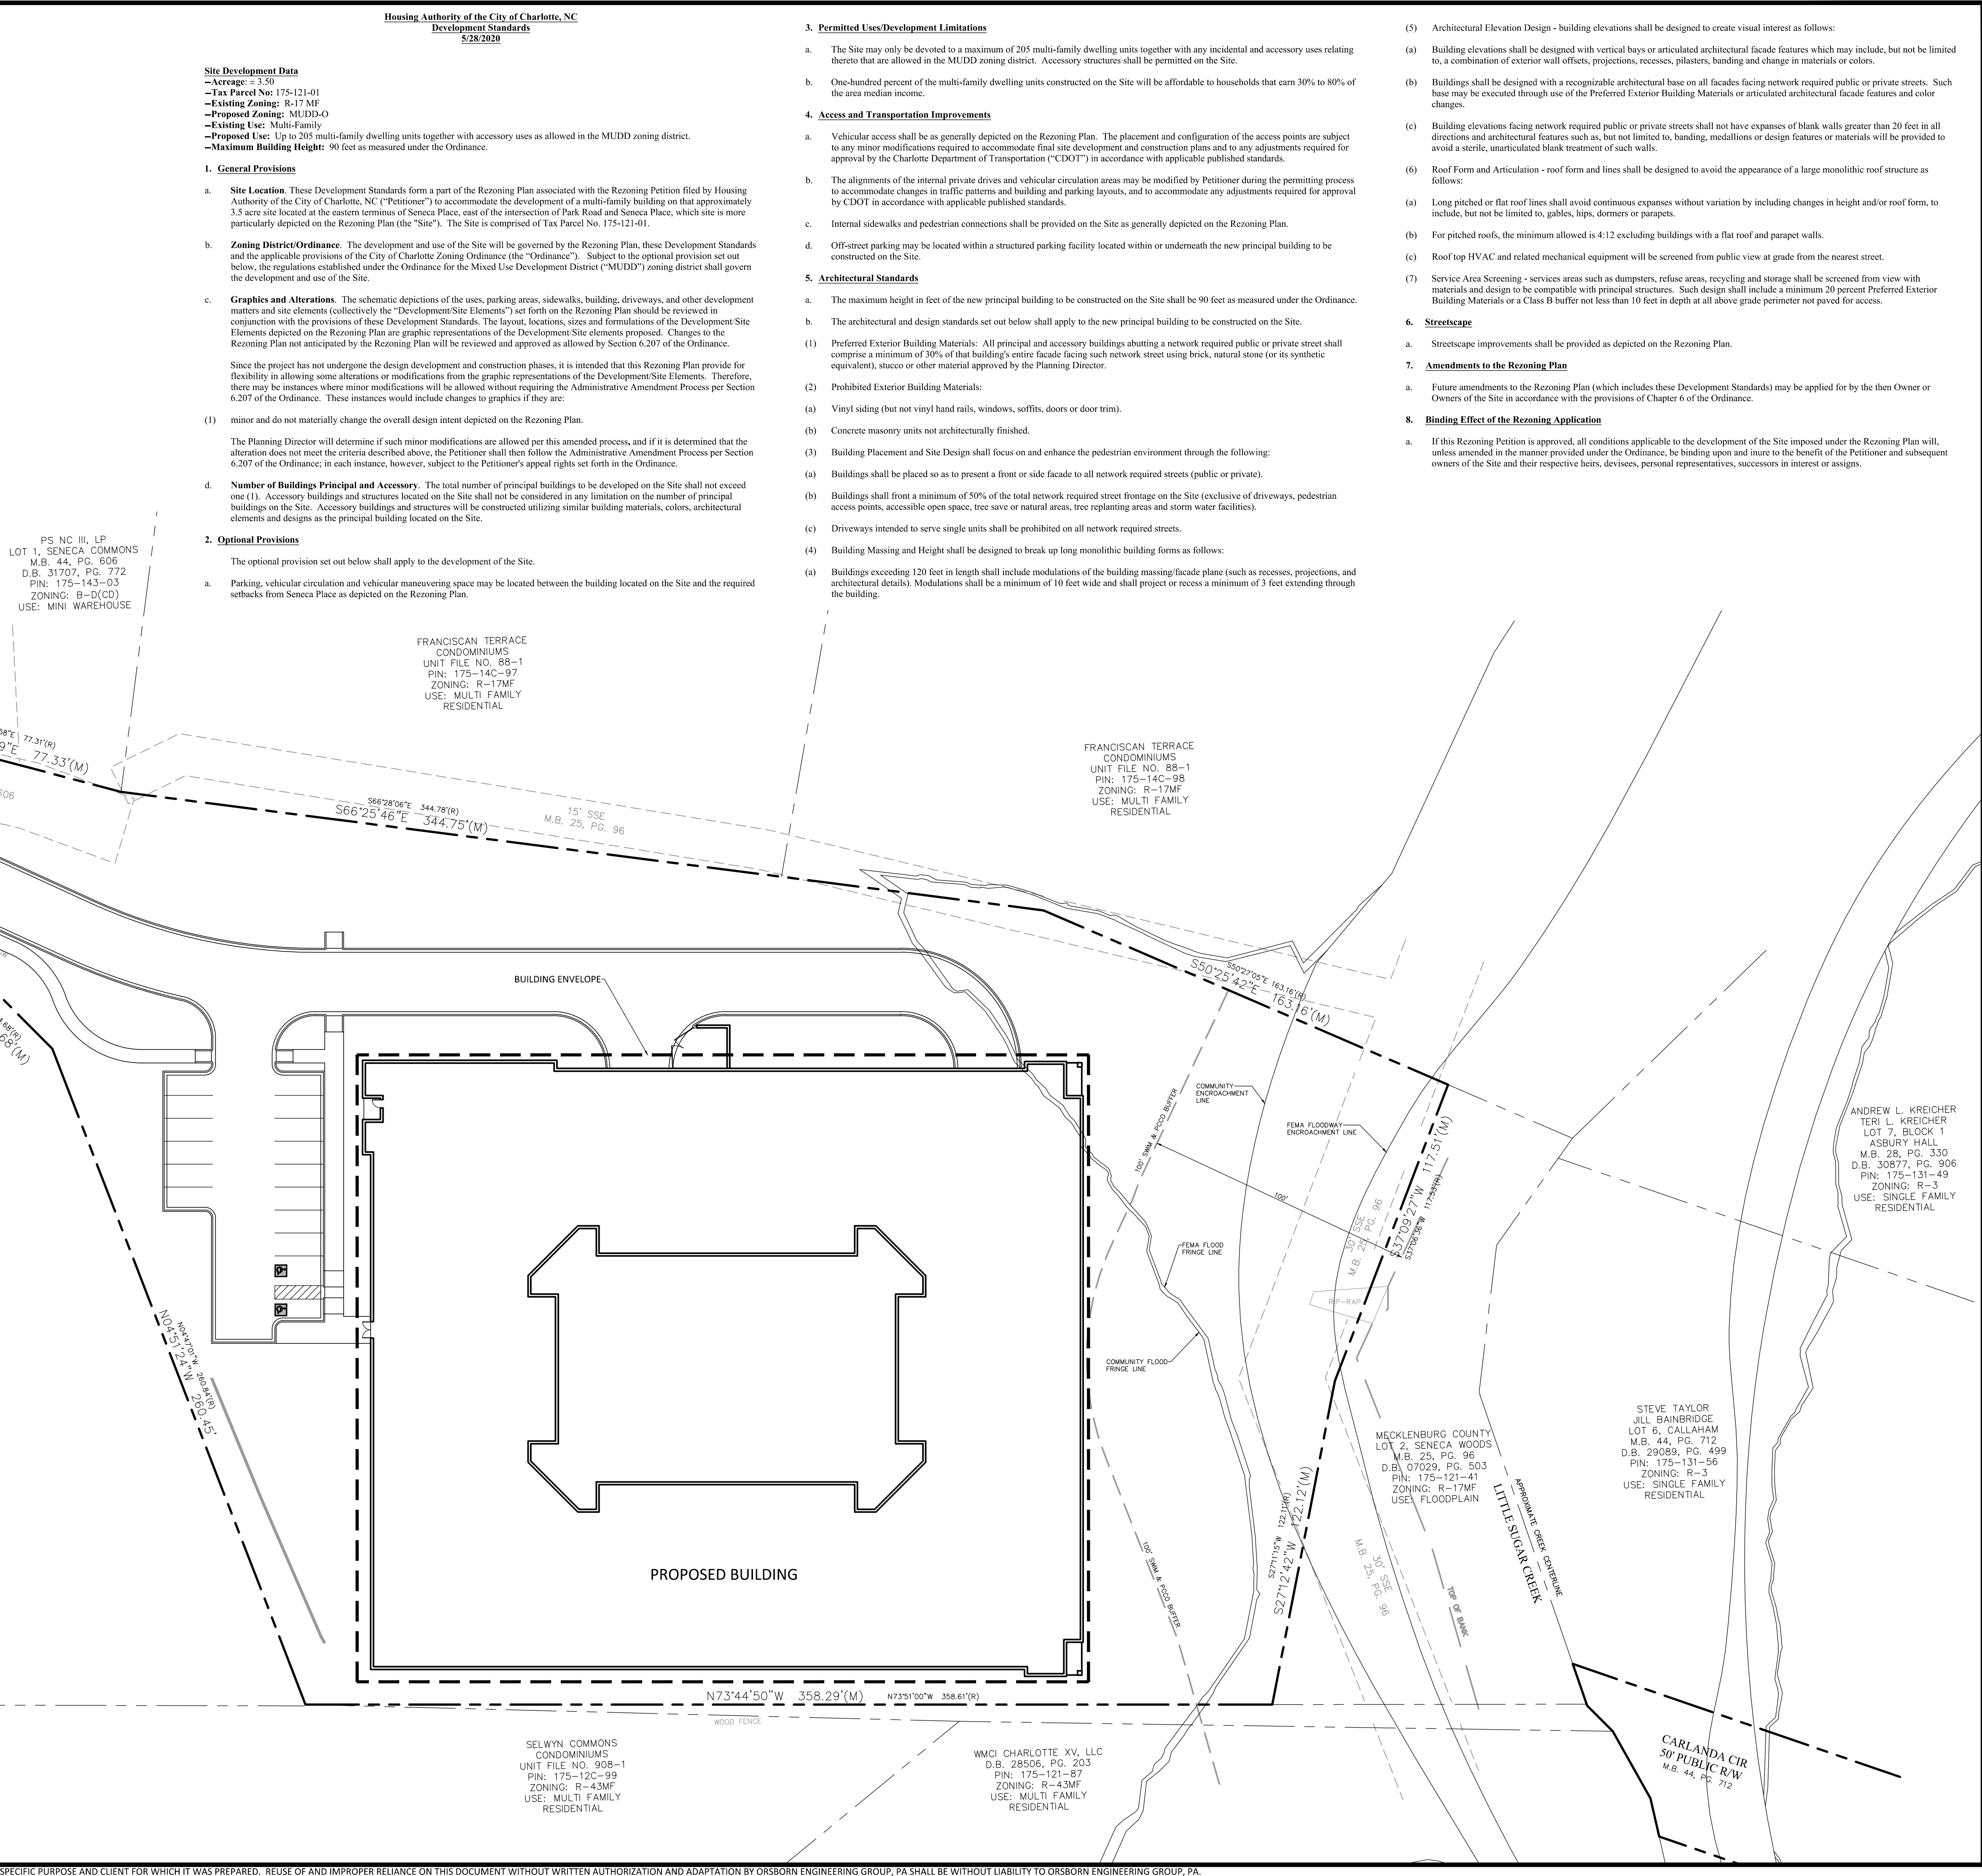 Housing Authority of the City of Charlotte, NC
Development Standards
5/28/2020
Site Development Data
--Acreage: ± 3.50
--Tax Parcel No: 175-121-01
--Existing Zoning: R-17 MF
--Proposed Zoning: MUDD-O
--Existing Use: Multi-Family
--Proposed Use: Up to 205 multi-family dwelling units together with accessory uses as allowed in the MUDD zoning district.
--Maximum Building Height: 90 feet as measured under the Ordinance.
1. General Provisions
a. Site Location. These Development Standards form a part of the Rezoning Plan associated with the Rezoning Petition filed by Housing
Authority of the City of Charlotte, NC ("Petitioner") to accommodate the development of a multi-family building on that approximately
3.5 acre site located at the eastern terminus of Seneca Place, east of the intersection of Park Road and Seneca Place, which site is more
particularly depicted on the Rezoning Plan (the "Site"). The Site is comprised of Tax Parcel No. 175-121-01.
b. Zoning District/Ordinance. The development and use of the Site will be governed by the Rezoning Plan, these Development Standards
and the applicable provisions of the City of Charlotte Zoning Ordinance (the "Ordinance"). Subject to the optional provision set out
below, the regulations established under the Ordinance for the Mixed Use Development District ("MUDD") zoning district shall govern
the development and use of the Site.
c. Graphics and Alterations. The schematic depictions of the uses, parking areas, sidewalks, building, driveways, and other development
matters and site elements (collectively the "Development/Site Elements") set forth on the Rezoning Plan should be reviewed in
conjunction with the provisions of these Development Standards. The layout, locations, sizes and formulations of the Development/Site
Elements depicted on the Rezoning Plan are graphic representations of the Development/Site elements proposed. Changes to the
Rezoning Plan not anticipated by the Rezoning Plan will be reviewed and approved as allowed by Section 6.207 of the Ordinance.
Since the project has not undergone the design development and construction phases, it is intended that this Rezoning Plan provide for
flexibility in allowing some alterations or modifications from the graphic representations of the Development/Site Elements. Therefore,
there may be instances where minor modifications will be allowed without requiring the Administrative Amendment Process per Section
6.207 of the Ordinance. These instances would include changes to graphics if they are:
(1) minor and do not materially change the overall design intent depicted on the Rezoning Plan.
The Planning Director will determine if such minor modifications are allowed per this amended process, and if it is determined that the
alteration does not meet the criteria described above, the Petitioner shall then follow the Administrative Amendment Process per Section
6.207 of the Ordinance; in each instance, however, subject to the Petitioner's appeal rights set forth in the Ordinance.
d. Number of Buildings Principal and Accessory. The total number of principal buildings to be developed on the Site shall not exceed
one (1). Accessory buildings and structures located on the Site shall not be considered in any limitation on the number of principal
buildings on the Site. Accessory buildings and structures will be constructed utilizing similar building materials, colors, architectural
elements and designs as the principal building located on the Site.
2. Optional Provisions
The optional provision set out below shall apply to the development of the Site.
a. Parking, vehicular circulation and vehicular maneuvering space may be located between the building located on the Site and the required
setbacks from Seneca Place as depicted on the Rezoning Plan.
3. Permitted Uses/Development Limitations
a. The Site may only be devoted to a maximum of 205 multi-family dwelling units together with any incidental and accessory uses relating
thereto that are allowed in the MUDD zoning district. Accessory structures shall be permitted on the Site.
b. One-hundred percent of the multi-family dwelling units constructed on the Site will be affordable to households that earn 30% to 80% of
the area median income.
4. Access and Transportation Improvements
a. Vehicular access shall be as generally depicted on the Rezoning Plan. The placement and configuration of the access points are subject
to any minor modifications required to accommodate final site development and construction plans and to any adjustments required for
approval by the Charlotte Department of Transportation ("CDOT") in accordance with applicable published standards.
b. The alignments of the internal private drives and vehicular circulation areas may be modified by Petitioner during the permitting process
to accommodate changes in traffic patterns and building and parking layouts, and to accommodate any adjustments required for approval
by CDOT in accordance with applicable published standards.
c. Internal sidewalks and pedestrian connections shall be provided on the Site as generally depicted on the Rezoning Plan.
d. Off-street parking may be located within a structured parking facility located within or underneath the new principal building to be
constructed on the Site.
5. Architectural Standards
a. The maximum height in feet of the new principal building to be constructed on the Site shall be 90 feet as measured under the Ordinance.
b. The architectural and design standards set out below shall apply to the new principal building to be constructed on the Site.
(1) Preferred Exterior Building Materials: All principal and accessory buildings abutting a network required public or private street shall
comprise a minimum of 30% of that building's entire facade facing such network street using brick, natural stone (or its synthetic
equivalent), stucco or other material approved by the Planning Director.
(2) Prohibited Exterior Building Materials:
(a) Vinyl siding (but not vinyl hand rails, windows, soffits, doors or door trim).
(b) Concrete masonry units not architecturally finished.
(3) Building Placement and Site Design shall focus on and enhance the pedestrian environment through the following:
(a) Buildings shall be placed so as to present a front or side facade to all network required streets (public or private).
(b) Buildings shall front a minimum of 50% of the total network required street frontage on the Site (exclusive of driveways, pedestrian
access points, accessible open space, tree save or natural areas, tree replanting areas and storm water facilities).
(c) Driveways intended to serve single units shall be prohibited on all network required streets.
(4) Building Massing and Height shall be designed to break up long monolithic building forms as follows:
(a) Buildings exceeding 120 feet in length shall include modulations of the building massing/facade plane (such as recesses, projections, and
architectural details). Modulations shall be a minimum of 10 feet wide and shall project or recess a minimum of 3 feet extending through
the building.
(5) Architectural Elevation Design - building elevations shall be designed to create visual interest as follows:
(a) Building elevations shall be designed with vertical bays or articulated architectural facade features which may include, but not be limited
to, a combination of exterior wall offsets, projections, recesses, pilasters, banding and change in materials or colors.
(b) Buildings shall be designed with a recognizable architectural base on all facades facing network required public or private streets. Such
base may be executed through use of the Preferred Exterior Building Materials or articulated architectural facade features and color
changes.
(c) Building elevations facing network required public or private streets shall not have expanses of blank walls greater than 20 feet in all
directions and architectural features such as, but not limited to, banding, medallions or design features or materials will be provided to
avoid a sterile, unarticulated blank treatment of such walls.
(6) Roof Form and Articulation - roof form and lines shall be designed to avoid the appearance of a large monolithic roof structure as
follows:
(a) Long pitched or flat roof lines shall avoid continuous expanses without variation by including changes in height and/or roof form, to
include, but not be limited to, gables, hips, dormers or parapets.
(b) For pitched roofs, the minimum allowed is 4:12 excluding buildings with a flat roof and parapet walls.
(c) Roof top HVAC and related mechanical equipment will be screened from public view at grade from the nearest street.
(7) Service Area Screening - services areas such as dumpsters, refuse areas, recycling and storage shall be screened from view with
materials and design to be compatible with principal structures. Such design shall include a minimum 20 percent Preferred Exterior
Building Materials or a Class B buffer not less than 10 feet in depth at all above grade perimeter not paved for access.
6. Streetscape
a. Streetscape improvements shall be provided as depicted on the Rezoning Plan.
7. Amendments to the Rezoning Plan
a. Future amendments to the Rezoning Plan (which includes these Development Standards) may be applied for by the then Owner or
Owners of the Site in accordance with the provisions of Chapter 6 of the Ordinance.
8. Binding Effect of the Rezoning Application
a. If this Rezoning Petition is approved, all conditions applicable to the development of the Site imposed under the Rezoning Plan will,
unless amended in the manner provided under the Ordinance, be binding upon and inure to the benefit of the Petitioner and subsequent
owners of the Site and their respective heirs, devisees, personal representatives, successors in interest or assigns.
PS NC III, LP
LOT 1, SENECA COMMONS
M.B. 44, PG. 606
D.B. 31707, PG. 772
PIN: 175-143-03
ZONING: B-D(CD)
USE: MINI WAREHOUSE
FRANCISCAN TERRACE
CONDOMINIUMS
UNIT FILE NO. 88-1
PIN: 175-14C-97
ZONING: R-17MF
USE: MULTI FAMILY
RESIDENTIAL
FRANCISCAN TERRACE
CONDOMINIUMS
UNIT FILE NO. 88-1
PIN: 175-14C-98
ZONING: R-17MF
USE: MULTI FAMILY
RESIDENTIAL
58"E 77.31'(R)
9"E 77.33'(M)
606
S66°28'06"E 344.78'(R)
S66°25'46"E 344.75'(M)
15' SSE
M.B. 25, PG. 96
S50°27'05"E 163.16'(R)
S50°25'42"E 163.16'(M)
BUILDING ENVELOPE
4.68'(R)
68'(M)
COMMUNITY
ENCROACHMENT
LINE
FEMA FLOODWAY
ENCROACHMENT LINE
100' SWIM & PCCO BUFFER
100'
S37°09'27"W 117.51'(M)
S37°06'36"W 117.53'(R)
30' SSE
M.B. 25, PG. 96
RIP-RAP
FEMA FLOOD
FRINGE LINE
COMMUNITY FLOOD
FRINGE LINE
ANDREW L. KREICHER
TERI L. KREICHER
LOT 7, BLOCK 1
ASBURY HALL
M.B. 28, PG. 330
D.B. 30877, PG. 906
PIN: 175-131-49
ZONING: R-3
USE: SINGLE FAMILY
RESIDENTIAL
N04°47'01"W 260.84'(R)
N04°51'24"W 260.45'
STEVE TAYLOR
JILL BAINBRIDGE
LOT 6, CALLAHAM
M.B. 44, PG. 712
D.B. 29089, PG. 499
PIN: 175-131-56
ZONING: R-3
USE: SINGLE FAMILY
RESIDENTIAL
MECKLENBURG COUNTY
LOT 2, SENECA WOODS
M.B. 25, PG. 96
D.B. 07029, PG. 503
PIN: 175-121-41
ZONING: R-17MF
USE: FLOODPLAIN
APPROXIMATE CREEK CENTERLINE
LITTLE SUGAR CREEK
S27°11'15"W 122.11'(R)
S27°12'42"W 122.12'(M)
30' SSE
M.B. 25, PG. 96
TOP OF BANK
100' SWIM & PCCO BUFFER
PROPOSED BUILDING
N73°44'50"W 358.29'(M) N73°51'00"W 358.61'(R)
WOOD FENCE
SELWYN COMMONS
CONDOMINIUMS
UNIT FILE NO. 908-1
PIN: 175-12C-99
ZONING: R-43MF
USE: MULTI FAMILY
RESIDENTIAL
WMCI CHARLOTTE XV, LLC
D.B. 28506, PG. 203
PIN: 175-121-87
ZONING: R-43MF
USE: MULTI FAMILY
RESIDENTIAL
CARLANDA CIR
50' PUBLIC R/W
M.B. 44, PG. 712
SPECIFIC PURPOSE AND CLIENT FOR WHICH IT WAS PREPARED. REUSE OF AND IMPROPER RELIANCE ON THIS DOCUMENT WITHOUT WRITTEN AUTHORIZATION AND ADAPTATION BY ORSBORN ENGINEERING GROUP, PA SHALL BE WITHOUT LIABILITY TO ORSBORN ENGINEERING GROUP, PA.